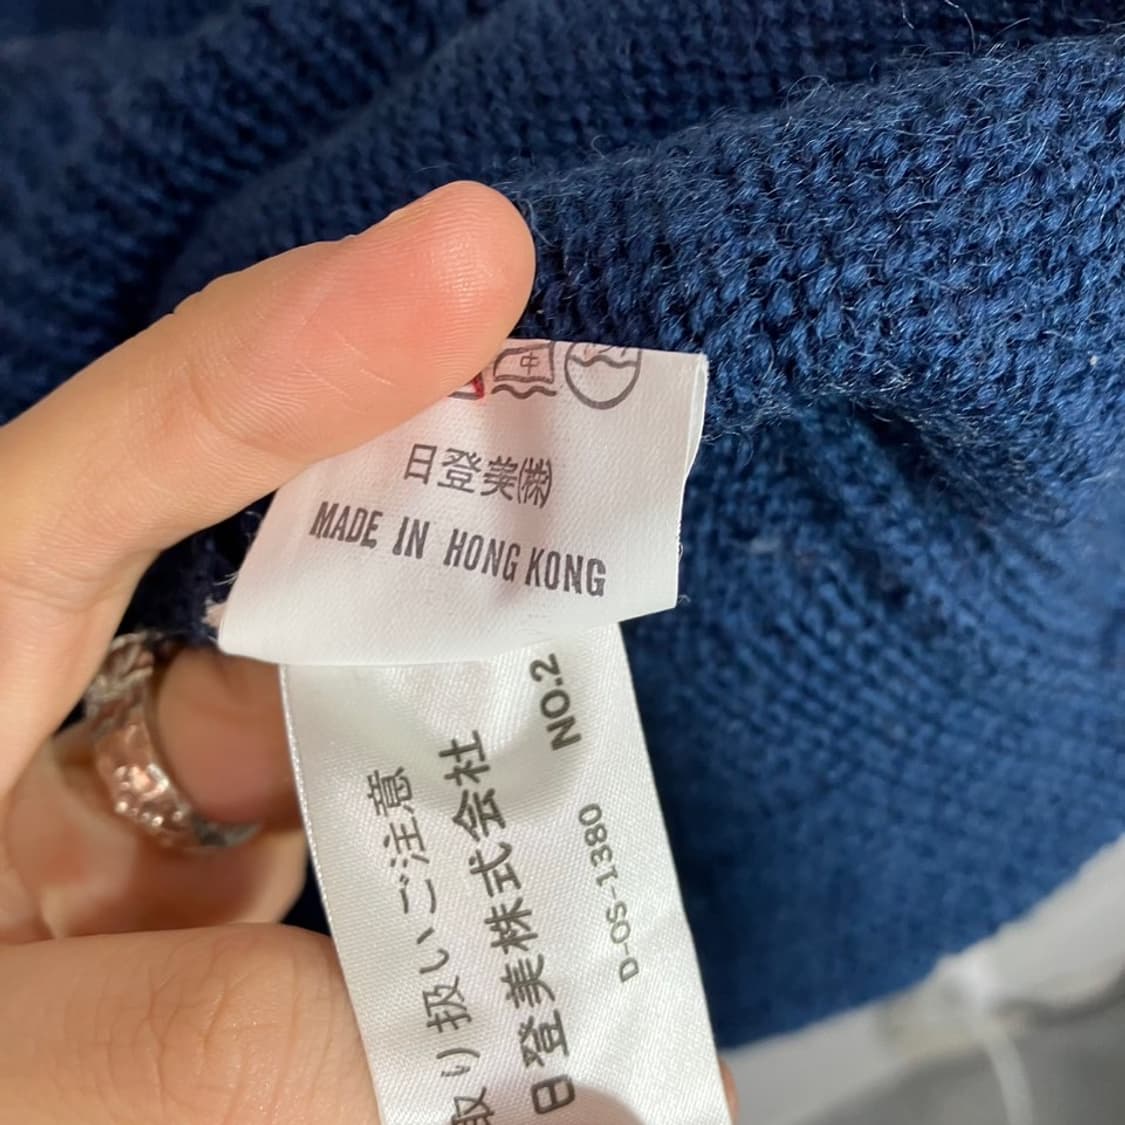 中
日登美㈱
MADE IN HONG KONG
取り扱いご注意
日登美株式会社
NO.2
D-OS-1380